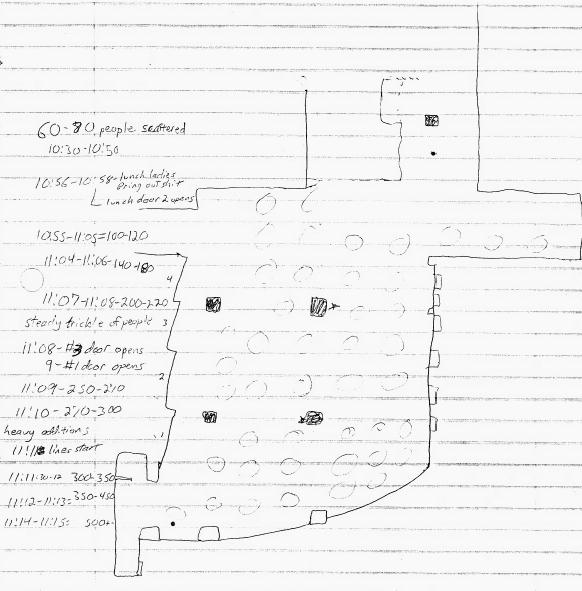 60-80 people scattered
10:30-10:50
10:56-10:58-lunch ladies
bring out shit
lunch door 2 opens
10:55-11:05=100-120
11:04-11:06-140-180
4
11:07-11:08-200-220
steady trickle of people
3
11:08-#3 door opens
9-#1 door opens
2
11:09-250-270
11:10-270-300
heavy additions
1
lines start
11:11:30-12 300-350
11:12-11:13=350-450
11:14-11:15= 500+